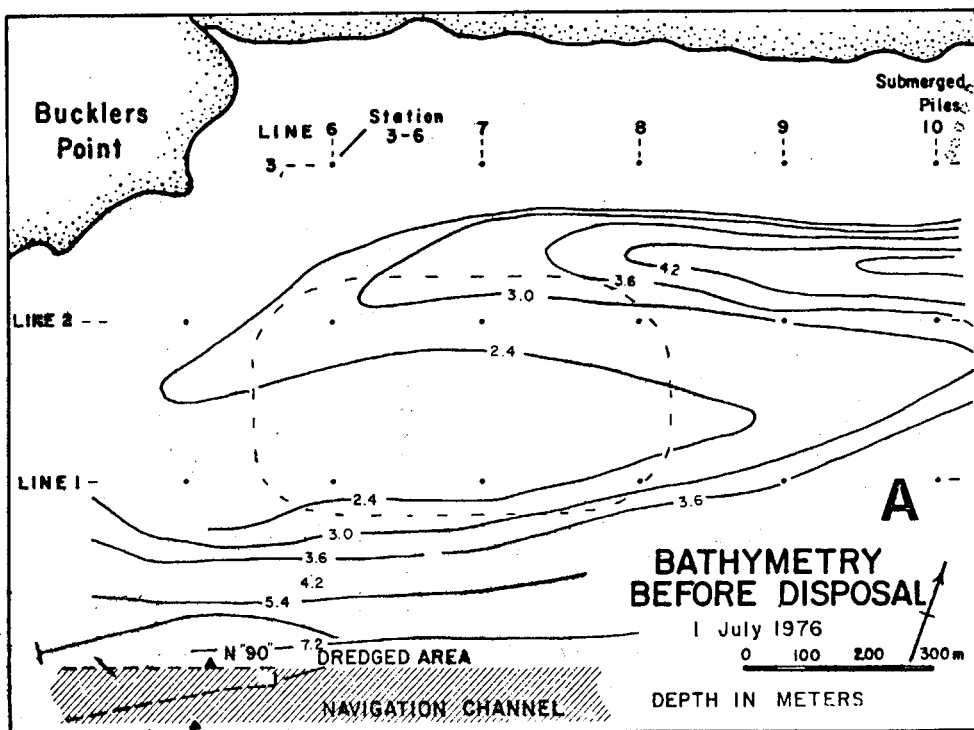 Submerged
Piles
Bucklers
Point
LINE 6 7 8 9 10
Station
3-6
3,
4.2
3.6
3.0
LINE 2
2.4
LINE 1
2.4
3.0
3.6
3.6
4.2
5.4
A
BATHYMETRY
BEFORE DISPOSAL
1 July 1976
N "90" 7.2 DREDGED AREA
0 100 200 300m
NAVIGATION CHANNEL
DEPTH IN METERS